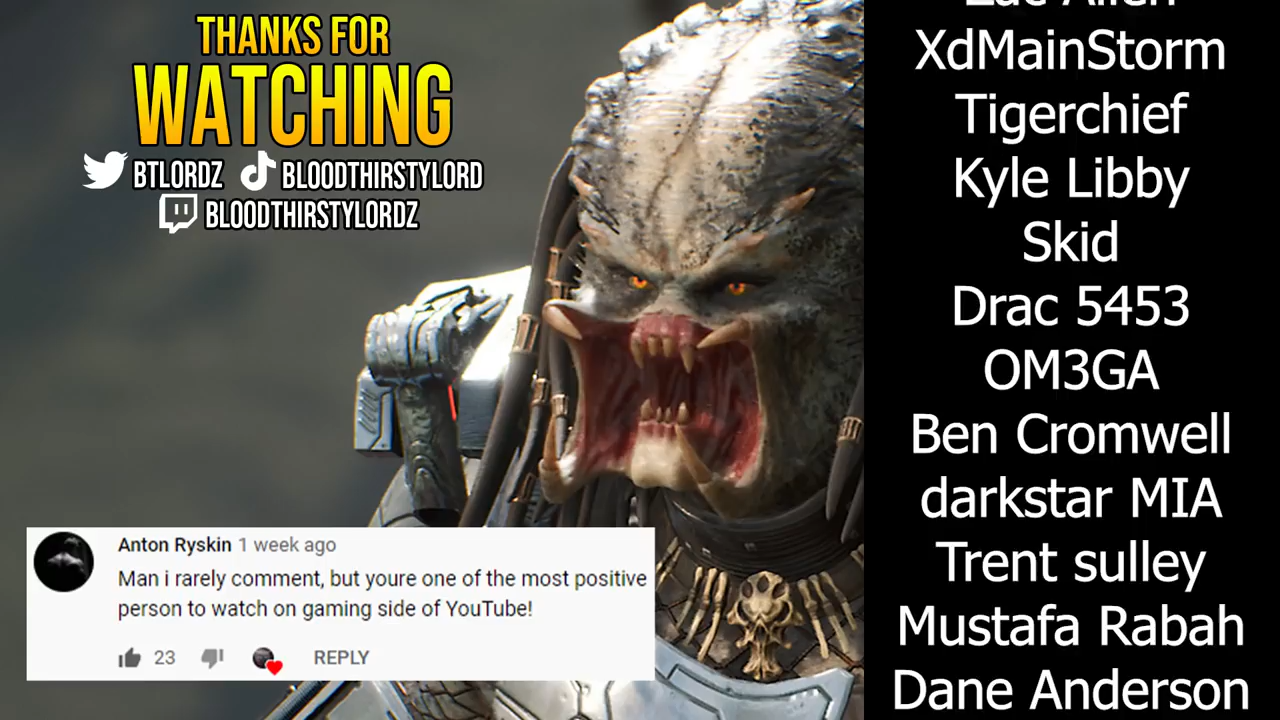 THANKS FOR
WATCHING
BTLORDZ BLOODTHIRSTYLORD
BLOODTHIRSTYLORDZ
Anton Ryskin 1 week ago
Man i rarely comment, but youre one of the most positive
person to watch on gaming side of YouTube!
23 REPLY
XdMainStorm
Tigerchief
Kyle Libby
Skid
Drac 5453
OM3GA
Ben Cromwell
darkstar MIA
Trent sulley
Mustafa Rabah
Dane Anderson